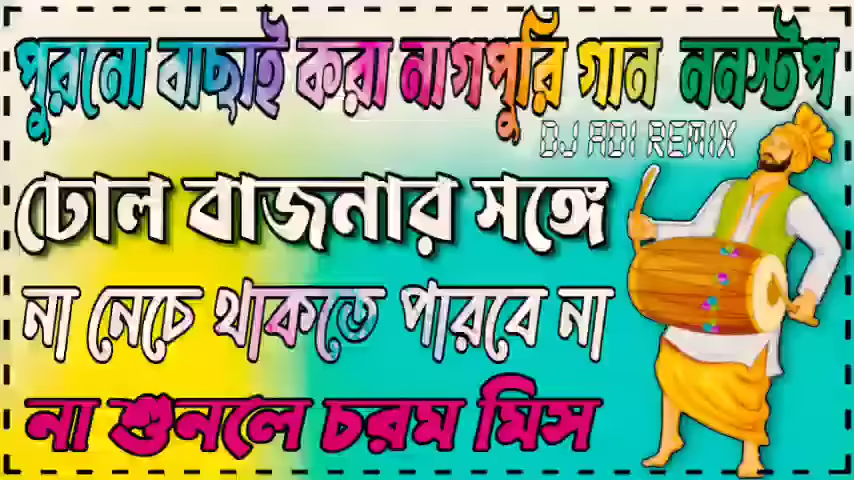 পুরনো বাছাই করা নাগপুরি গান ননস্টপ
DJ ADI REMIX
ঢোল বাজনার সঙ্গে
না নেচে থাকতে পারবে না
না শুনলে চরম মিস